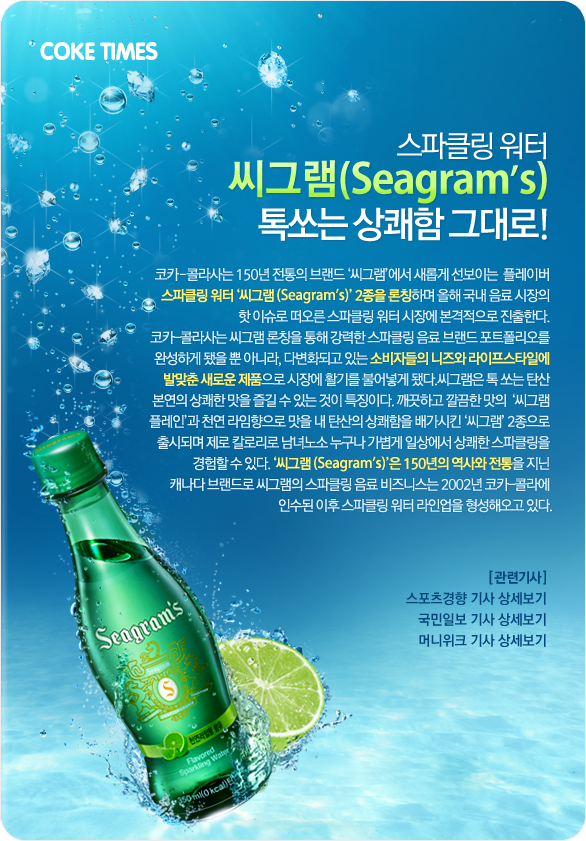 COKE TIMES
스파클링 워터
씨그램(Seagram's)
톡쏘는 상쾌함 그대로!
코카-콜라사는 150년 전통의 브랜드 '씨그램'에서 새롭게 선보이는 플레이버
스파클링 워터 '씨그램 (Seagram's)' 2종을 론칭하며 올해 국내 음료 시장의
핫 이슈로 떠오른 스파클링 워터 시장에 본격적으로 진출한다.
코카-콜라사는 씨그램 론칭을 통해 강력한 스파클링 음료 브랜드 포트폴리오를
완성하게 됐을 뿐 아니라, 다변화되고 있는 소비자들의 니즈와 라이프스타일에
발맞춘 새로운 제품으로 시장에 활기를 불어넣게 됐다.씨그램은 톡 쏘는 탄산
본연의 상쾌한 맛을 즐길 수 있는 것이 특징이다. 깨끗하고 깔끔한 맛의 '씨그램
플레인'과 천연 라임향으로 맛을 내 탄산의 상쾌함을 배가시킨 '씨그램' 2종으로
출시되며 제로 칼로리로 남녀노소 누구나 가볍게 일상에서 상쾌한 스파클링을
경험할 수 있다. '씨그램 (Seagram's)'은 150년의 역사와 전통을 지닌
캐나다 브랜드로 씨그램의 스파클링 음료 비즈니스는 2002년 코카-콜라에
인수된 이후 스파클링 워터 라인업을 형성해오고 있다.
[관련기사]
스포츠경향 기사 상세보기
국민일보 기사 상세보기
머니위크 기사 상세보기
Seagram's
S
천연라임향 함유
Flavored
Sparkling Water
350 ml(0 kcal)